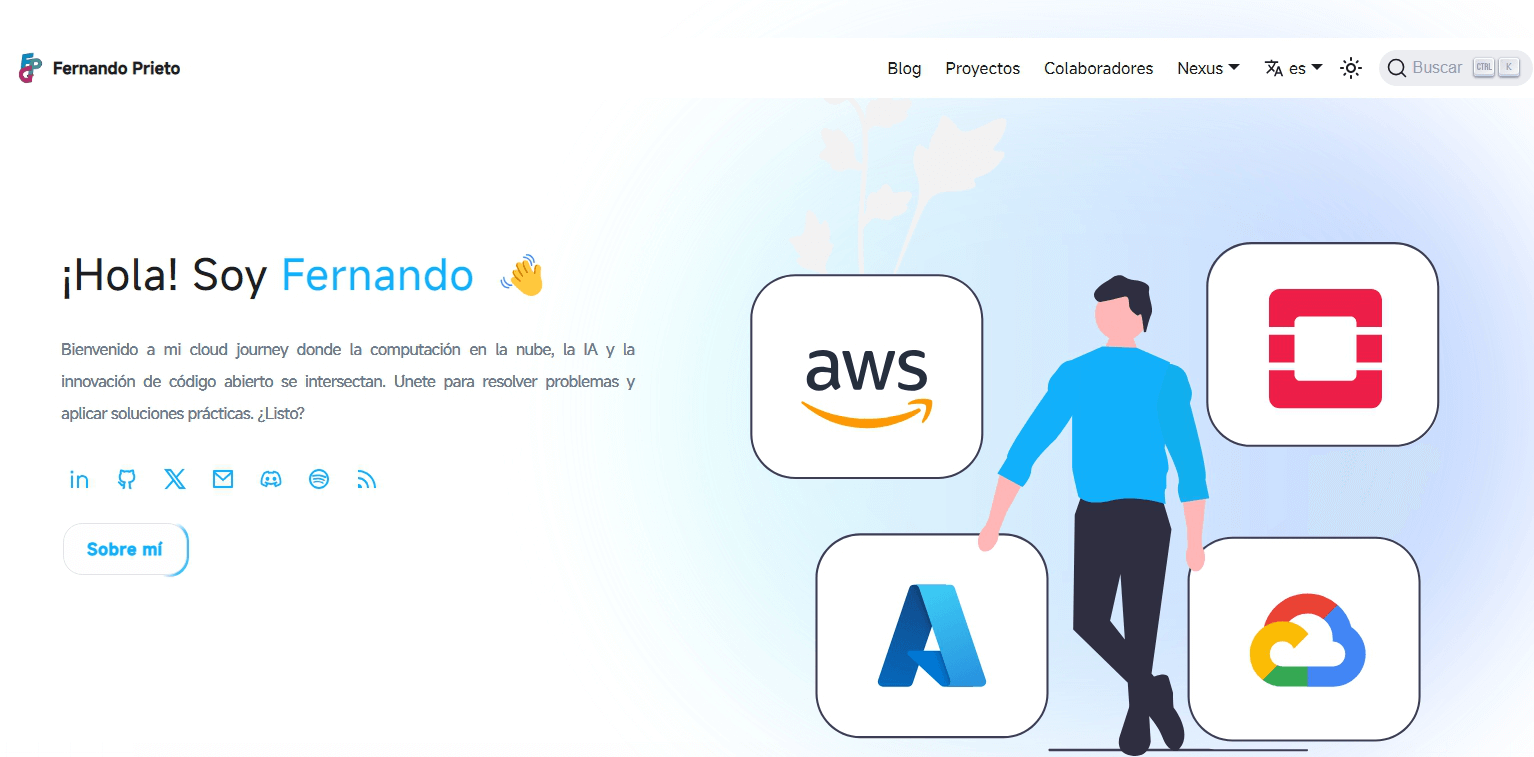 Fernando Prieto
Blog Proyectos Colaboradores Nexus es Buscar CTRL K
¡Hola! Soy Fernando
Bienvenido a mi cloud journey donde la computación en la nube, la IA y la
innovación de código abierto se intersectan. Unete para resolver problemas y
aplicar soluciones prácticas. ¿Listo?
in
Sobre mí
aws